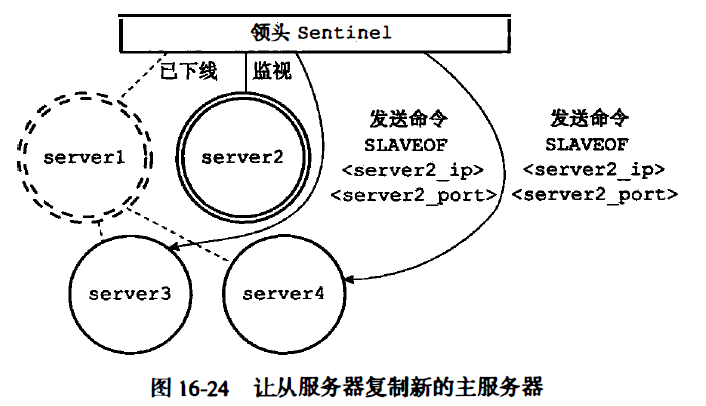 领头 Sentinel
已下线
监视
server1
server2
发送命令
SLAVEOF
<server2_ip>
<server2_port>
发送命令
SLAVEOF
<server2_ip>
<server2_port>
server3
server4
图 16-24 让从服务器复制新的主服务器